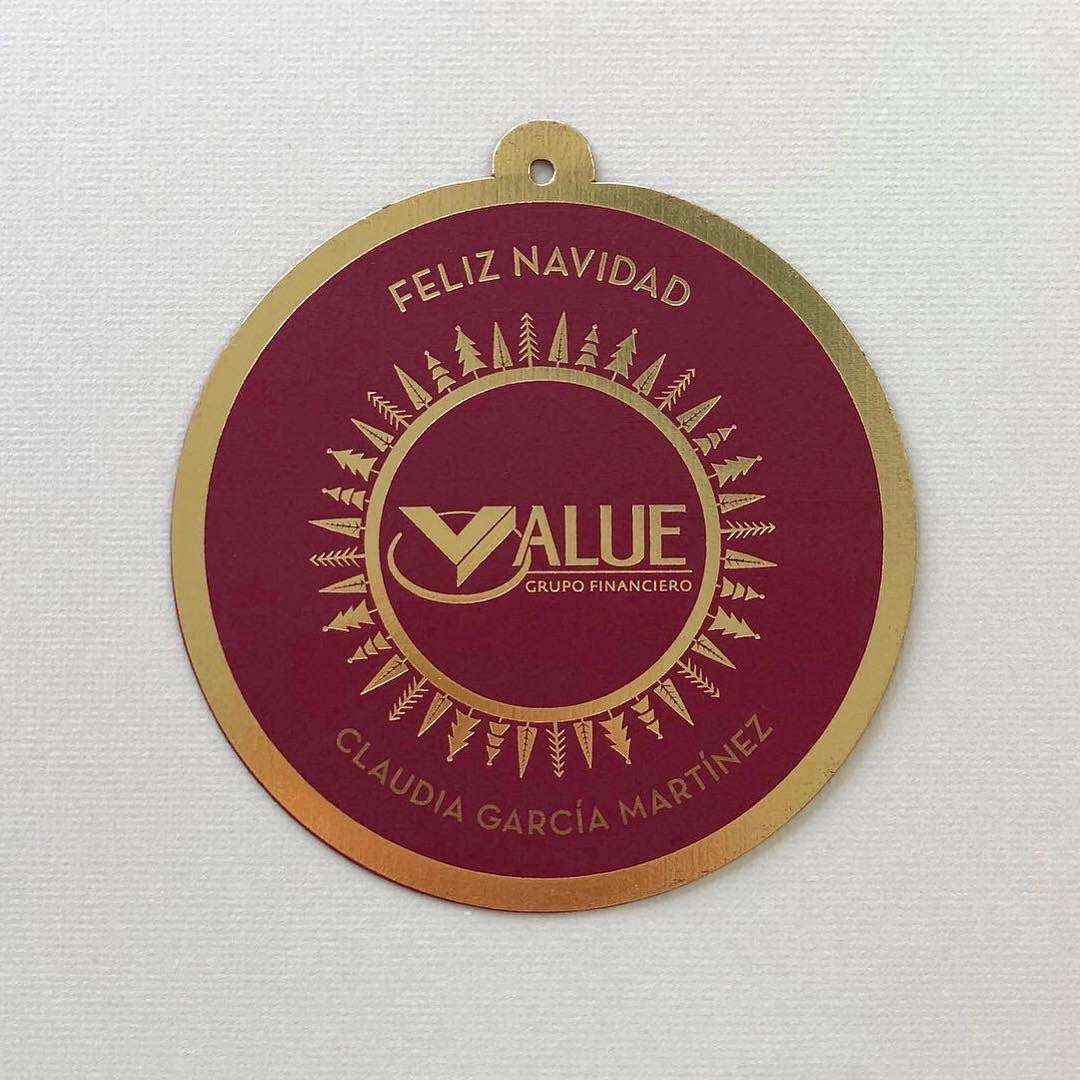 FELIZ NAVIDAD
VALUE
GRUPO FINANCIERO
CLAUDIA GARCÍA MARTÍNEZ